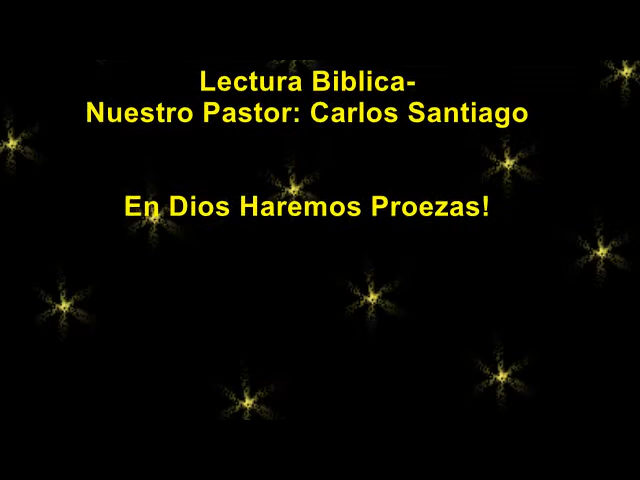 Lectura Biblica-
Nuestro Pastor: Carlos Santiago
En Dios Haremos Proezas!